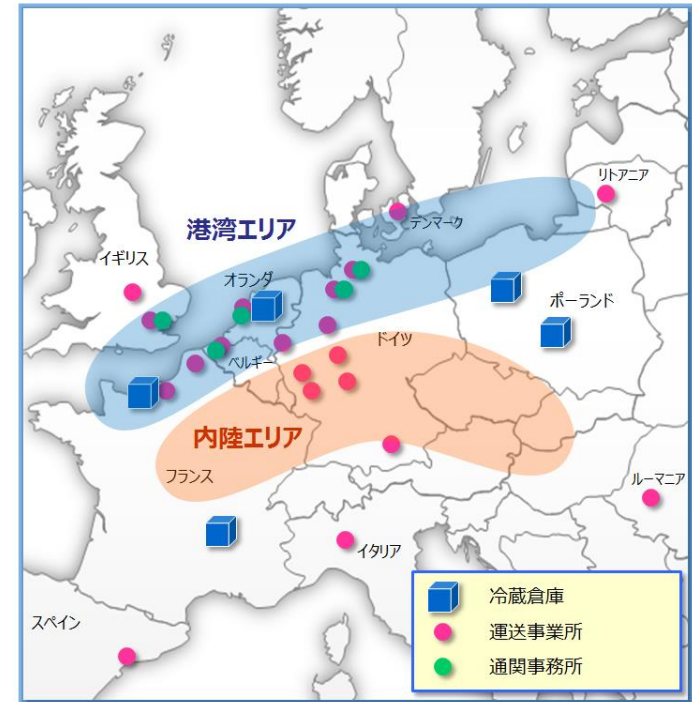 リトアニア
デンマーク
港湾エリア
イギリス
オランダ
ポーランド
ドイツ
ベルギー
内陸エリア
フランス
ルーマニア
イタリア
スペイン
冷蔵倉庫
運送事業所
通関事務所